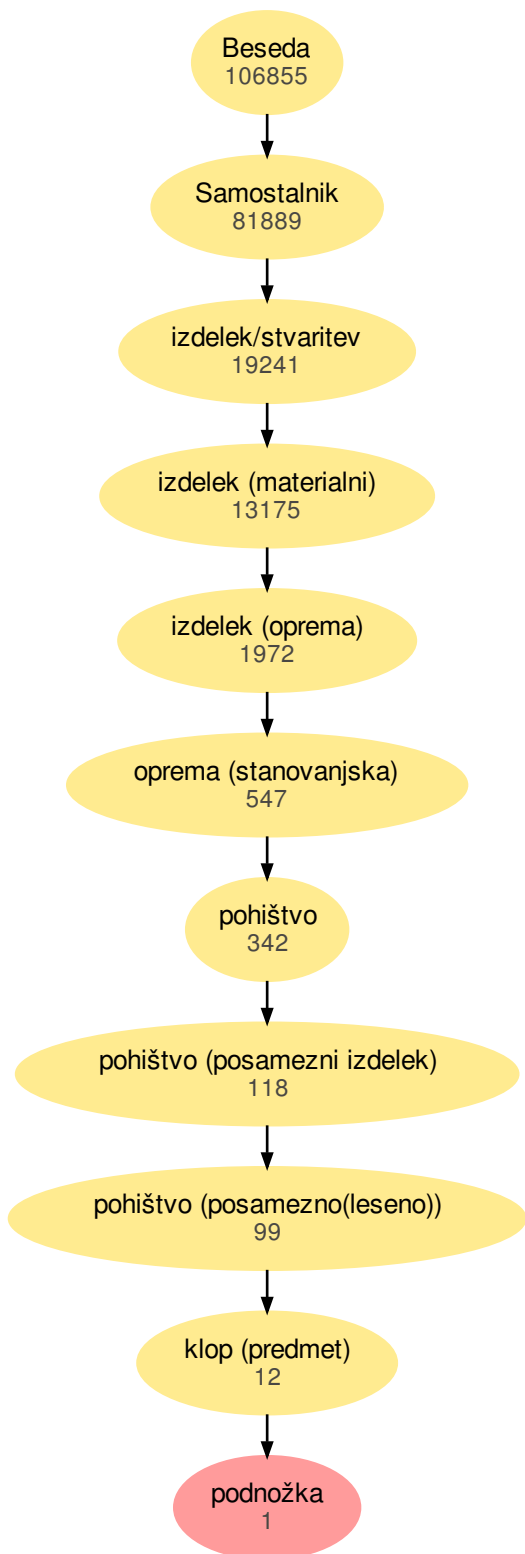 Beseda
106855
Samostalnik
81889
izdelek/stvaritev
19241
izdelek (materialni)
13175
izdelek (oprema)
1972
oprema (stanovanjska)
547
pohištvo
342
pohištvo (posamezni izdelek)
118
pohištvo (posamezno(leseno))
99
klop (predmet)
12
podnožka
1